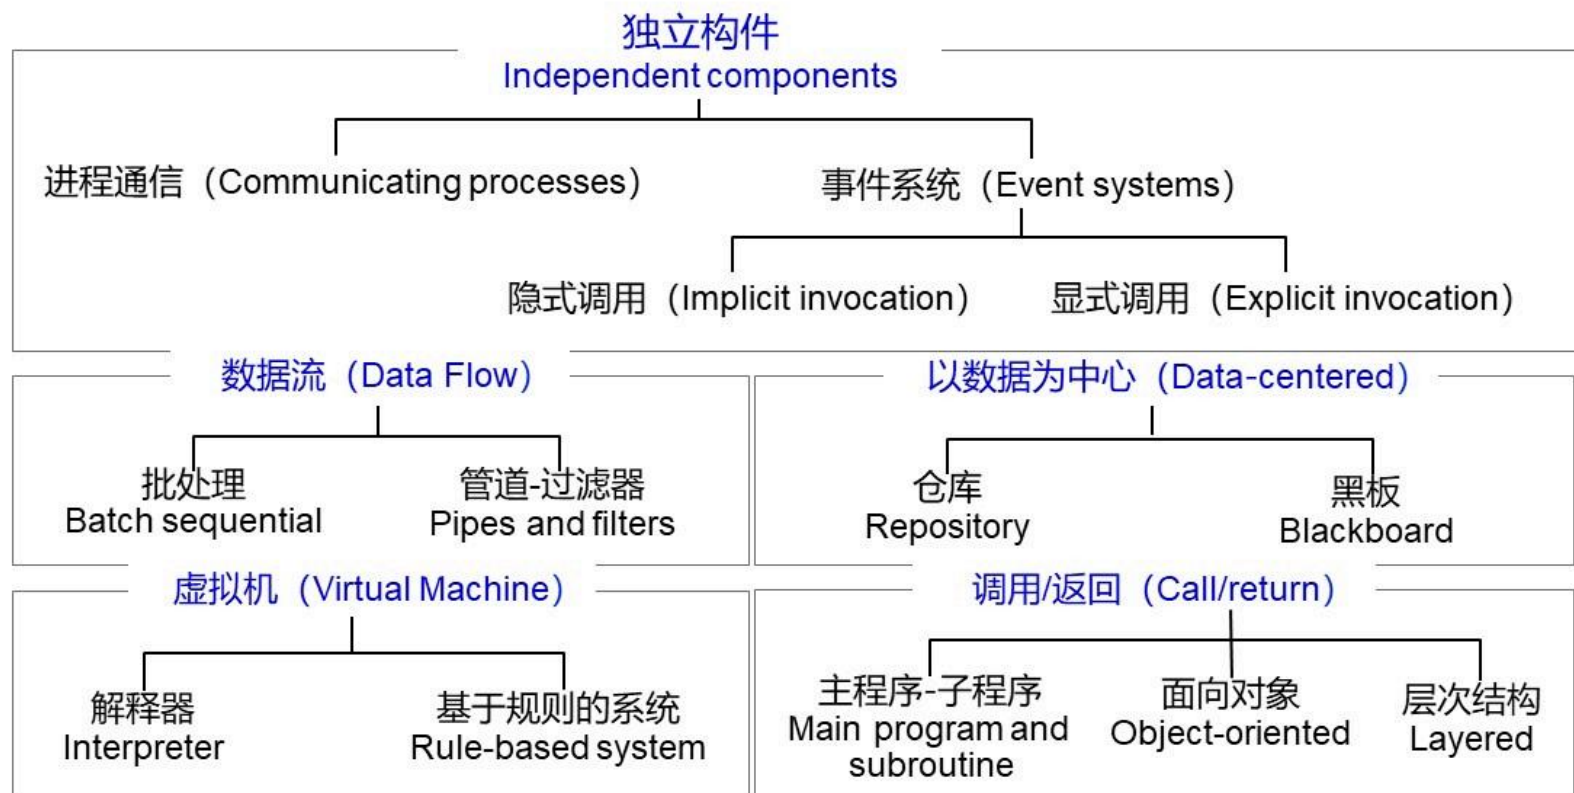 独立构件
Independent components
进程通信（Communicating processes）
事件系统（Event systems）
隐式调用（Implicit invocation）
显式调用（Explicit invocation）
数据流（Data Flow）
以数据为中心（Data-centered）
批处理
Batch sequential
管道-过滤器
Pipes and filters
仓库
Repository
黑板
Blackboard
虚拟机（Virtual Machine）
调用/返回（Call/return）
解释器
Interpreter
基于规则的系统
Rule-based system
主程序-子程序
Main program and
subroutine
面向对象
Object-oriented
层次结构
Layered